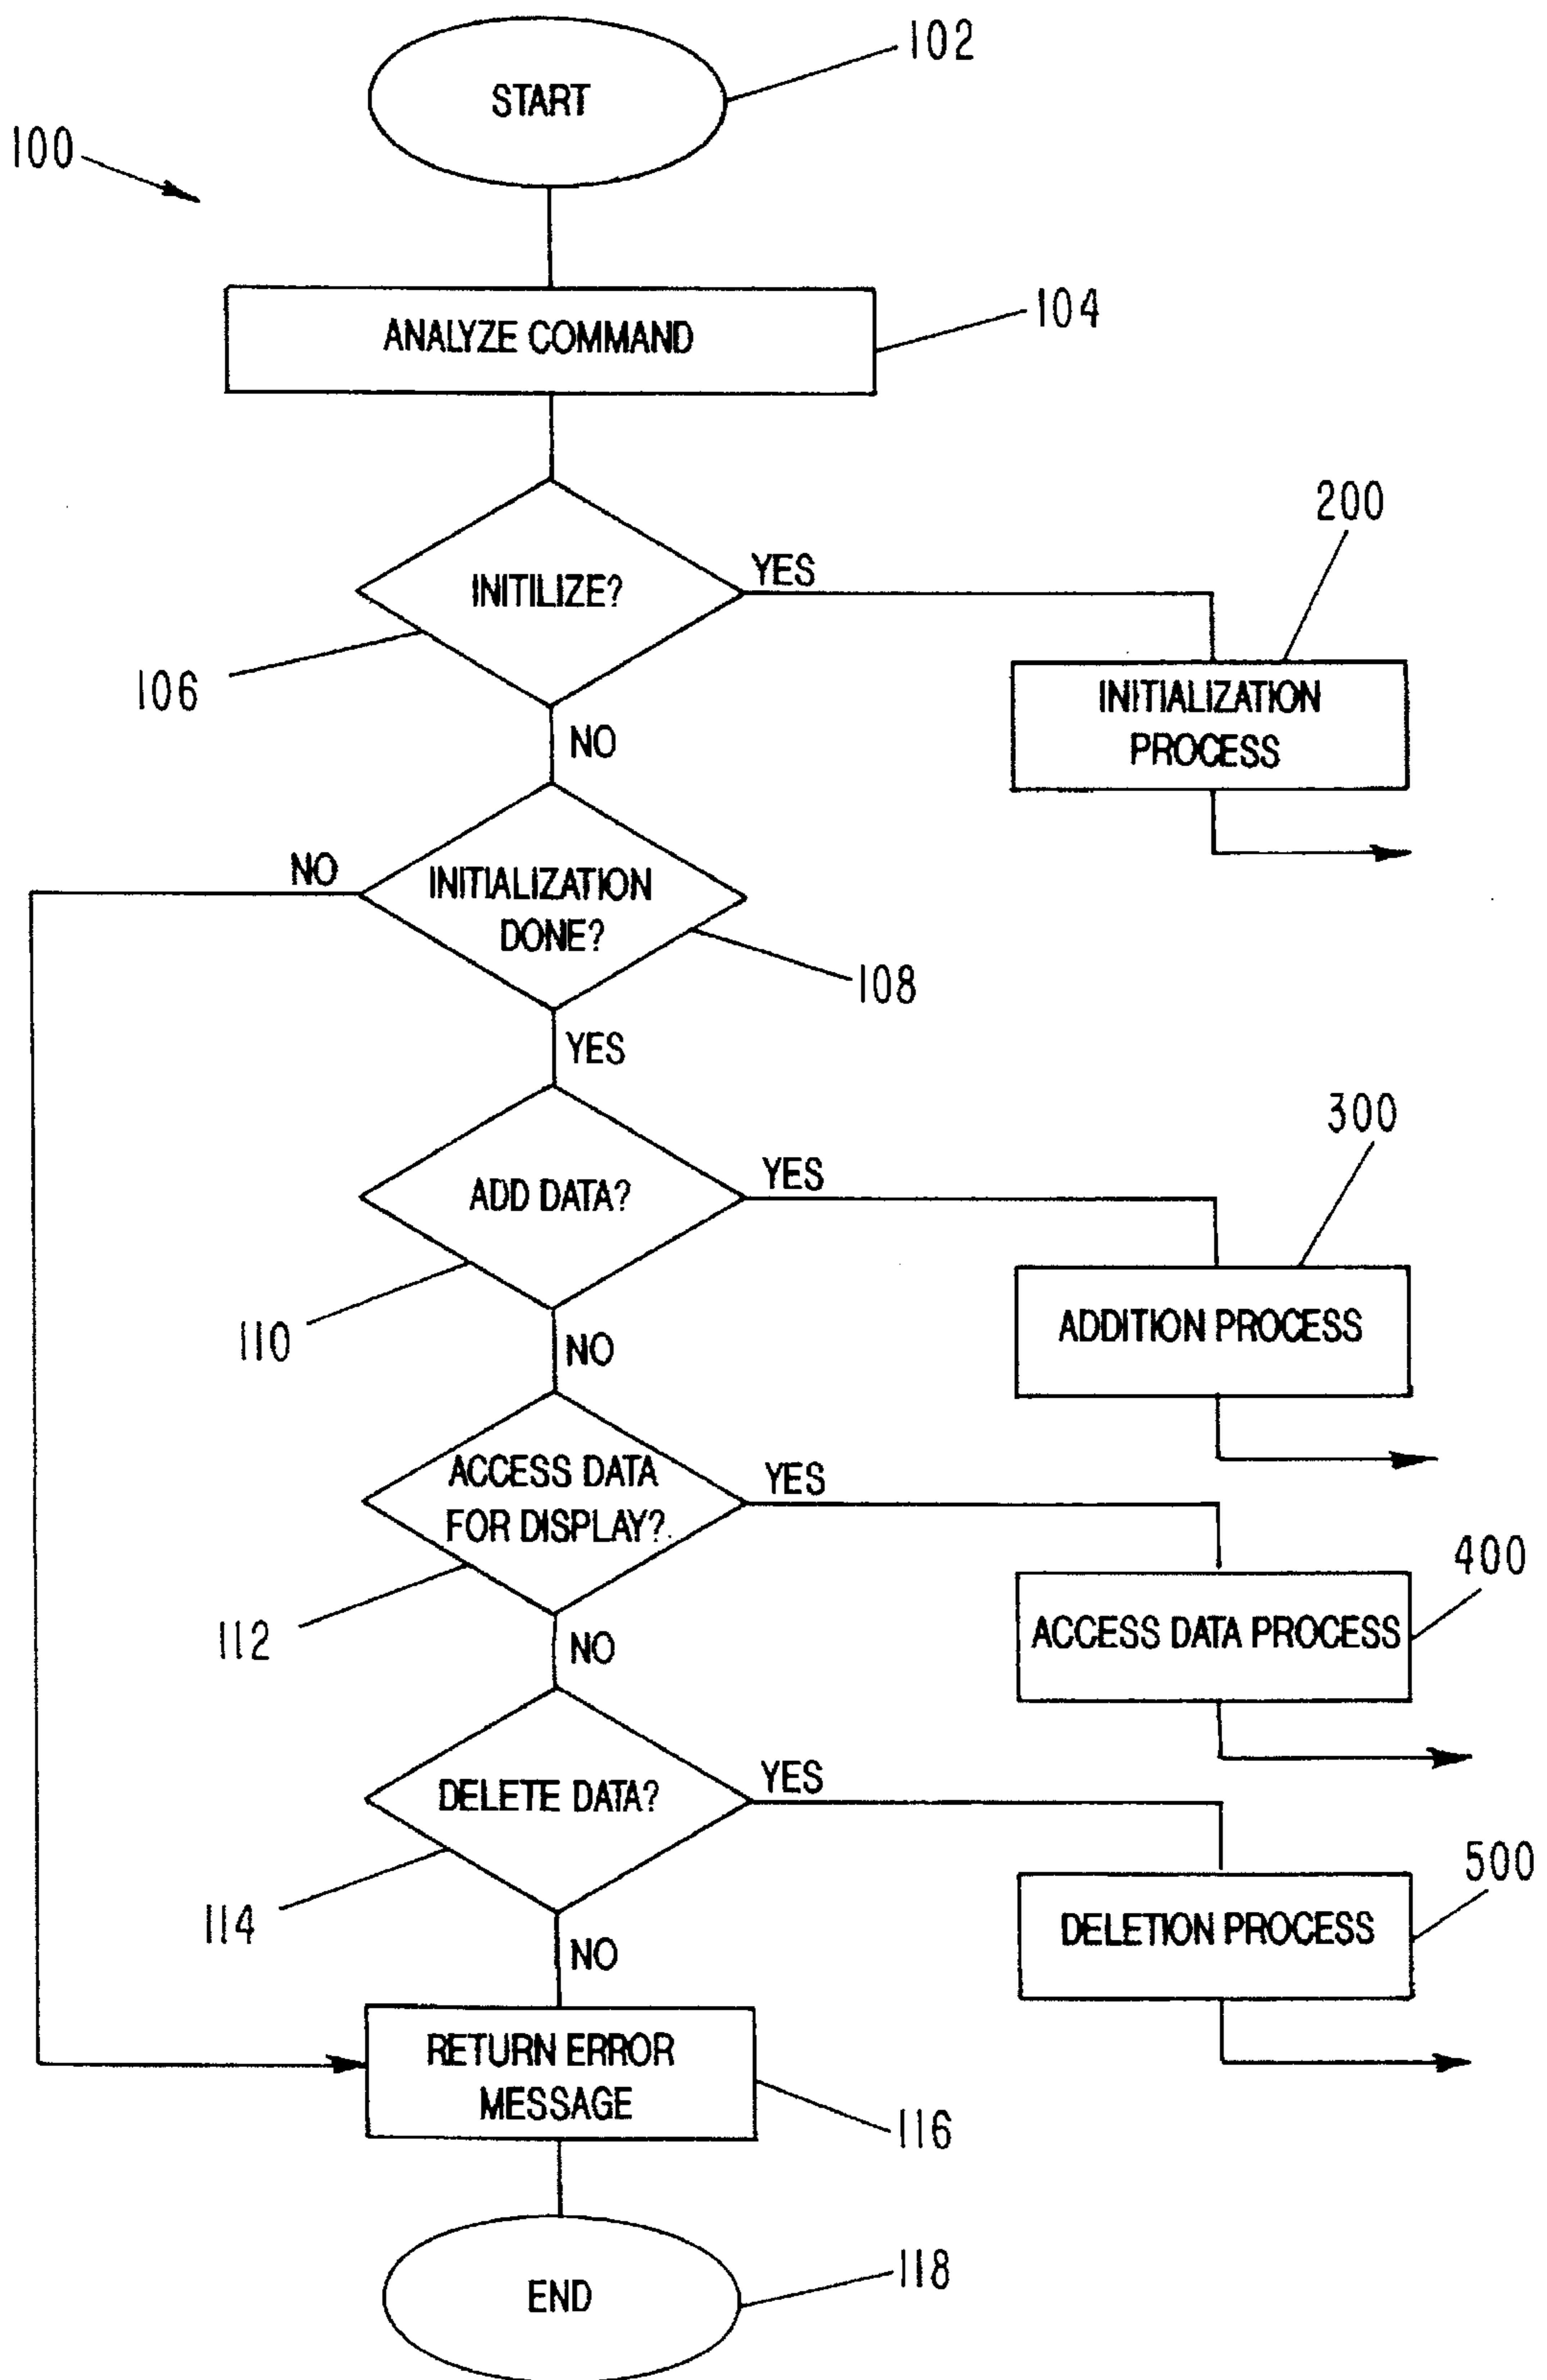 102
START
100
ANALYZE COMMAND
104
200
INITILIZE?
YES
106
INITIALIZATION
PROCESS
NO
NO
INITIALIZATION
DONE?
108
YES
300
ADD DATA?
YES
110
ADDITION PROCESS
NO
ACCESS DATA
FOR DISPLAY?
YES
400
112
ACCESS DATA PROCESS
NO
DELETE DATA?
YES
500
114
DELETION PROCESS
NO
RETURN ERROR
MESSAGE
116
END
118